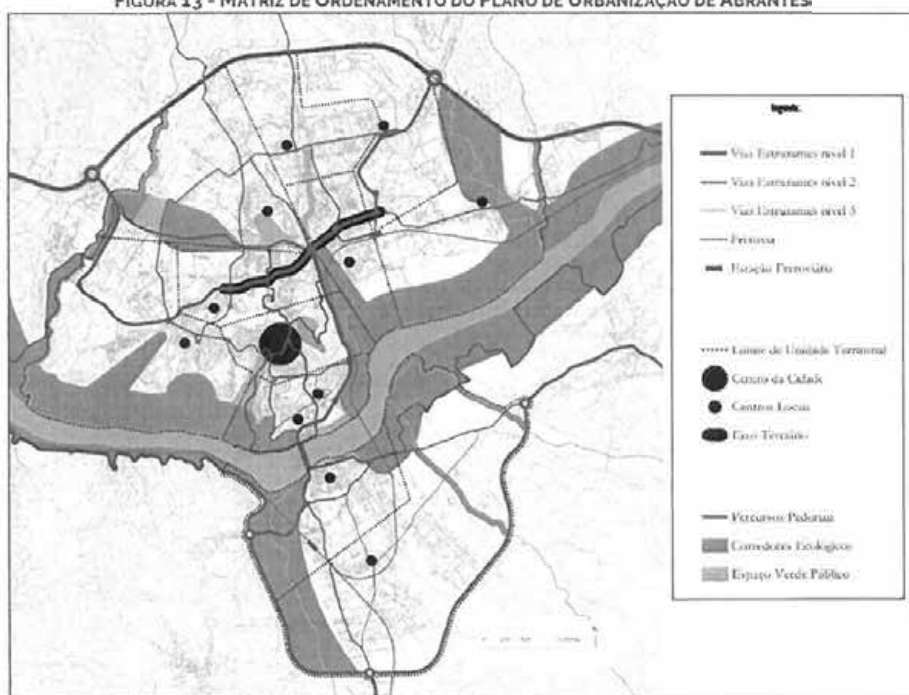 FIGURA 13 - MATRIZ DE ORDENAMENTO DO PLANO DE URBANIZAÇÃO DE ABRANTES
Legenda:
Vias Estruturantes nível 1
Vias Estruturantes nível 2
Vias Estruturantes nível 3
Ferrovia
Estação Ferroviária
Limite de Unidade Territorial
Centro da Cidade
Centros Locais
Eixo Terciário
Percursos Pedonais
Corredores Ecológicos
Espaço Verde Público